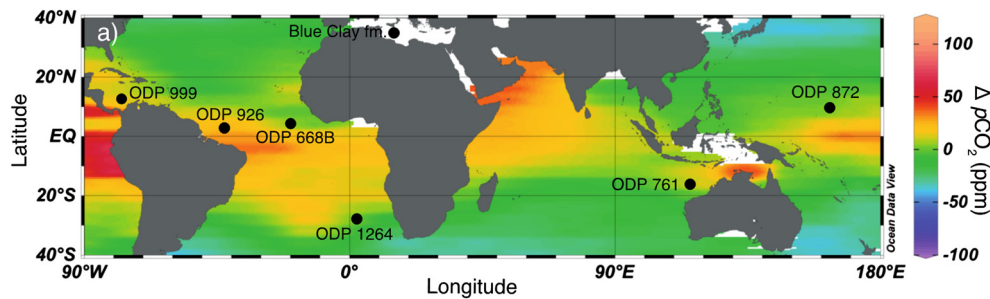 40°N
a)
Blue Clay fm.
100
20°N
ODP 999
ODP 872
50
ODP 926
Latitude
EQ
ODP 668B
0
Δ pCO2 (ppm)
20°S
ODP 761
-50
ODP 1264
Ocean Data View
40°S
-100
90°W
0°
90°E
180°E
Longitude